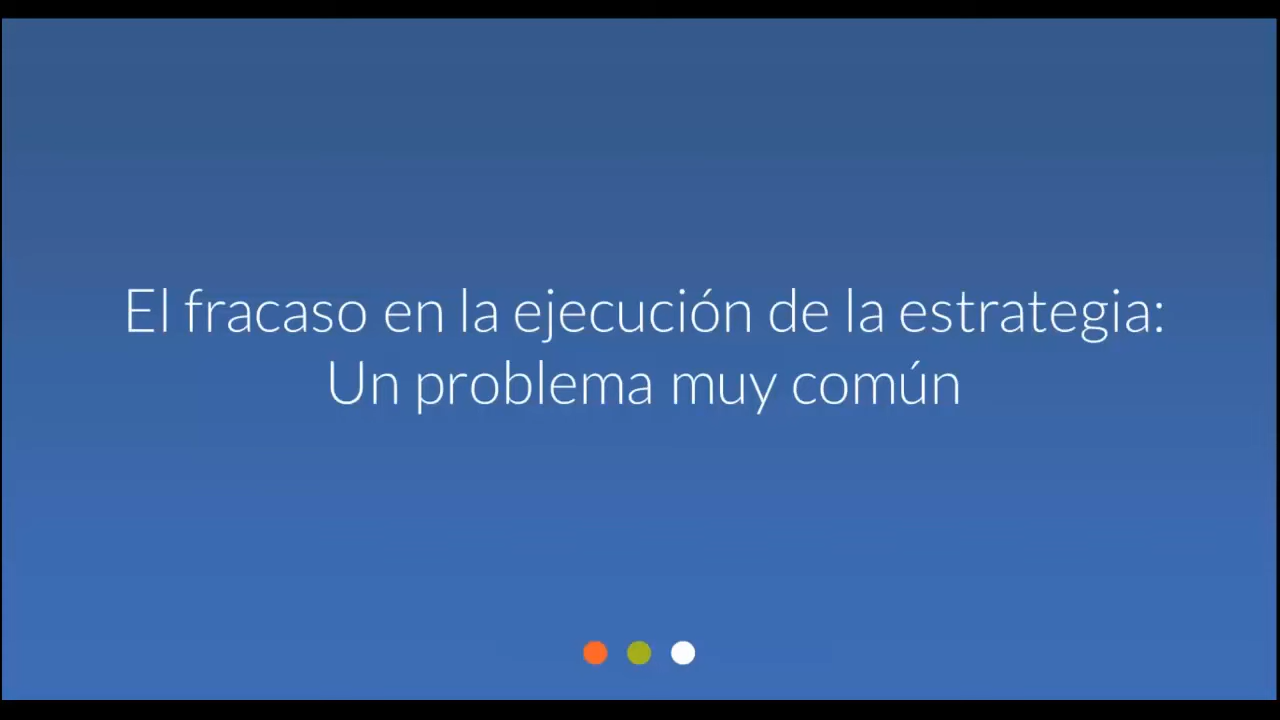 El fracaso en la ejecución de la estrategia:
Un problema muy común